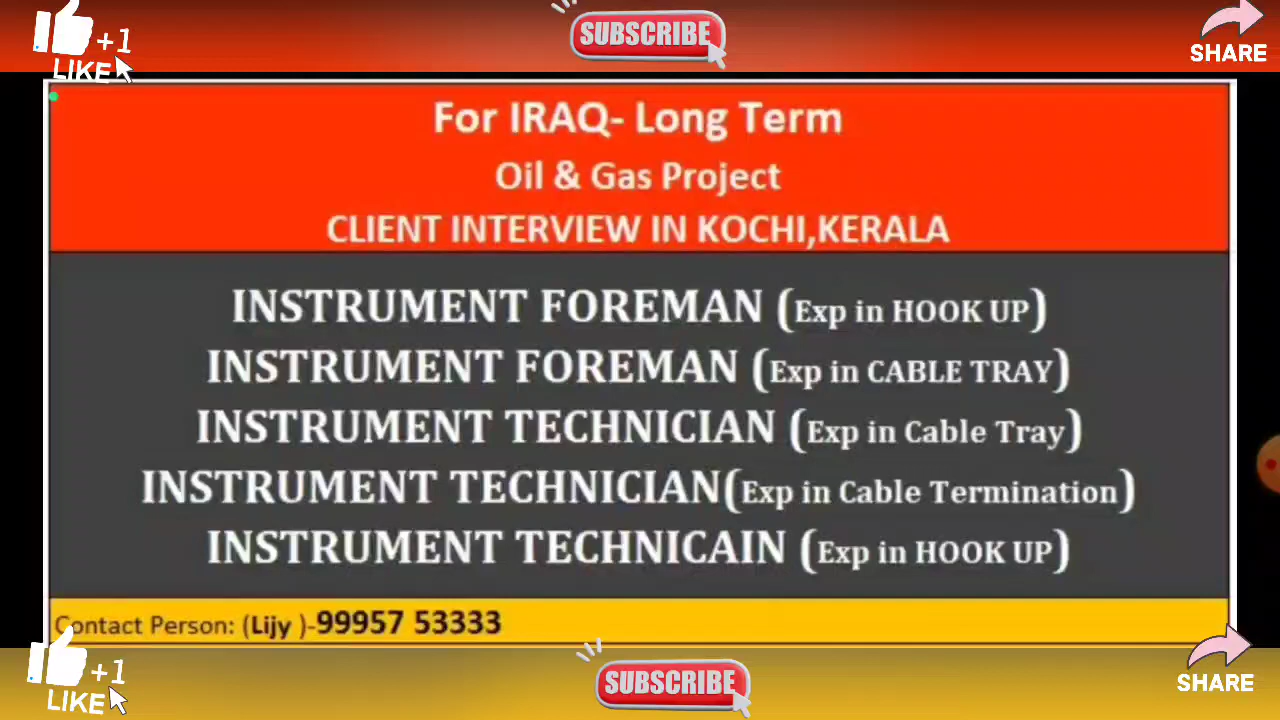 +1
LIKE
SUBSCRIBE
SHARE
For IRAQ- Long Term
Oil & Gas Project
CLIENT INTERVIEW IN KOCHI,KERALA
INSTRUMENT FOREMAN (Exp in HOOK UP)
INSTRUMENT FOREMAN (Exp in CABLE TRAY)
INSTRUMENT TECHNICIAN (Exp in Cable Tray)
INSTRUMENT TECHNICIAN(Exp in Cable Termination)
INSTRUMENT TECHNICAIN (Exp in HOOK UP)
Contact Person: (Lijy )-99957 53333
+1
LIKE
SUBSCRIBE
SHARE